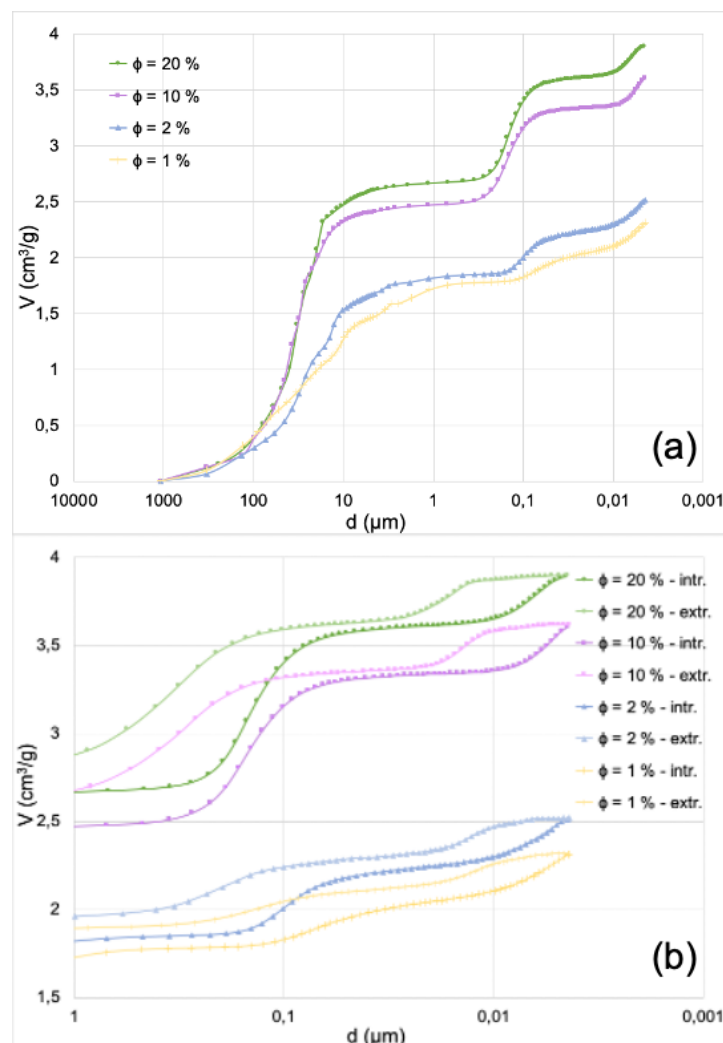 4
3,5
3
2,5
2
1,5
1
0,5
0
V (cm³/g)
ϕ = 20 %
ϕ = 10 %
ϕ = 2 %
ϕ = 1 %
(a)
10000 1000 100 10 1 0,1 0,01 0,001
d (µm)
4
3,5
3
2,5
2
1,5
V (cm³/g)
ϕ = 20 % - intr.
ϕ = 20 % - extr.
ϕ = 10 % - intr.
ϕ = 10 % - extr.
ϕ = 2 % - intr.
ϕ = 2 % - extr.
ϕ = 1 % - intr.
ϕ = 1 % - extr.
(b)
1 0,1 0,01 0,001
d (µm)